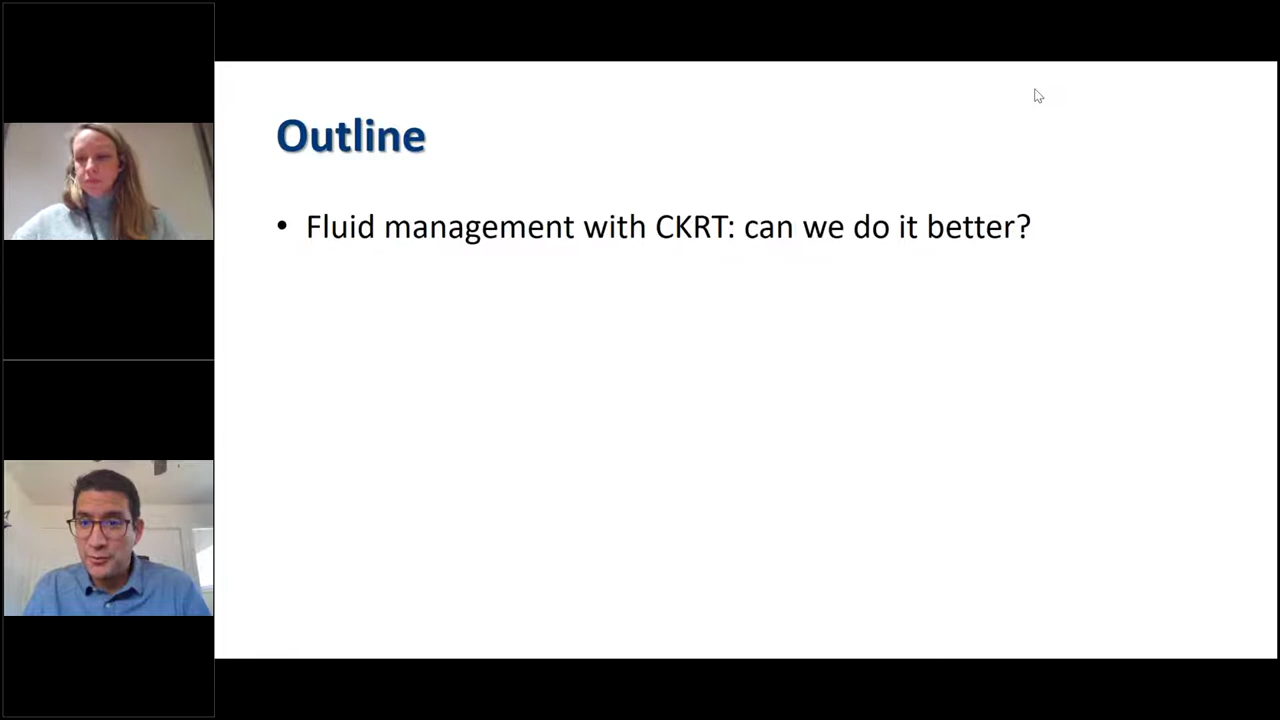 Outline
• Fluid management with CKRT: can we do it better?